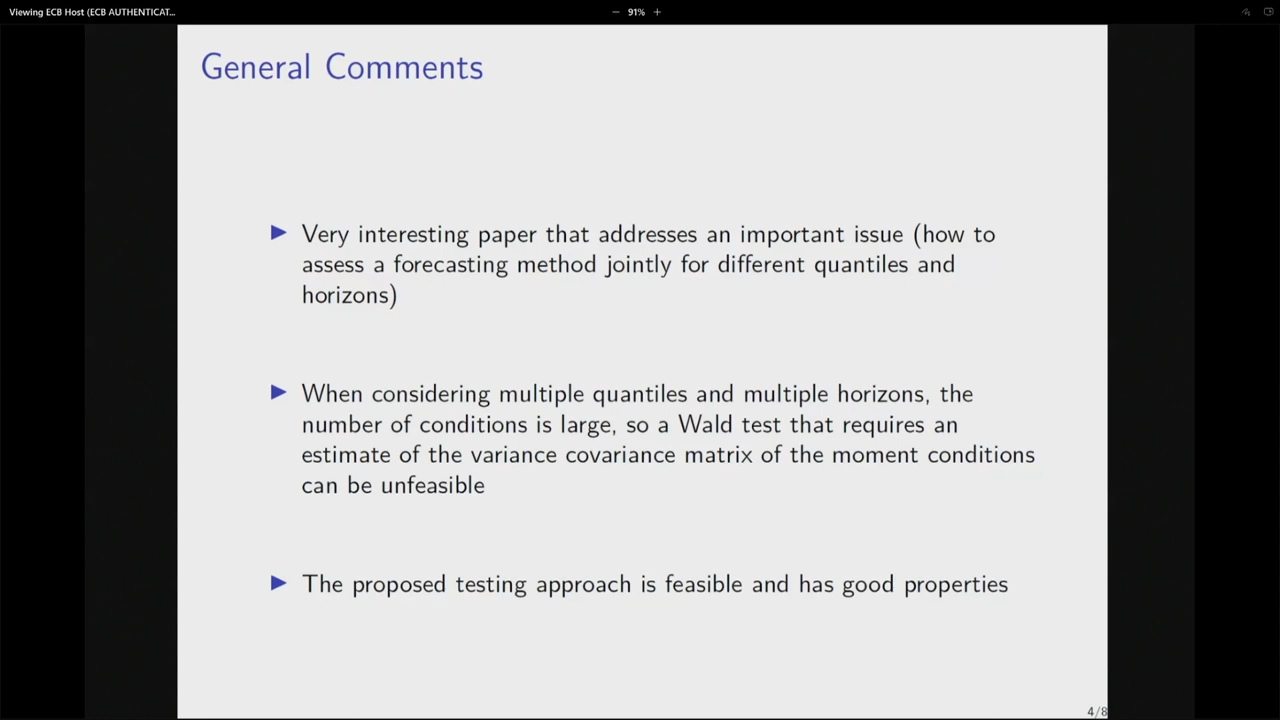 Viewing ECB Host (ECB AUTHENTICAT...
− 91% +
General Comments
▶ Very interesting paper that addresses an important issue (how to
assess a forecasting method jointly for different quantiles and
horizons)
▶ When considering multiple quantiles and multiple horizons, the
number of conditions is large, so a Wald test that requires an
estimate of the variance covariance matrix of the moment conditions
can be unfeasible
▶ The proposed testing approach is feasible and has good properties
4/8